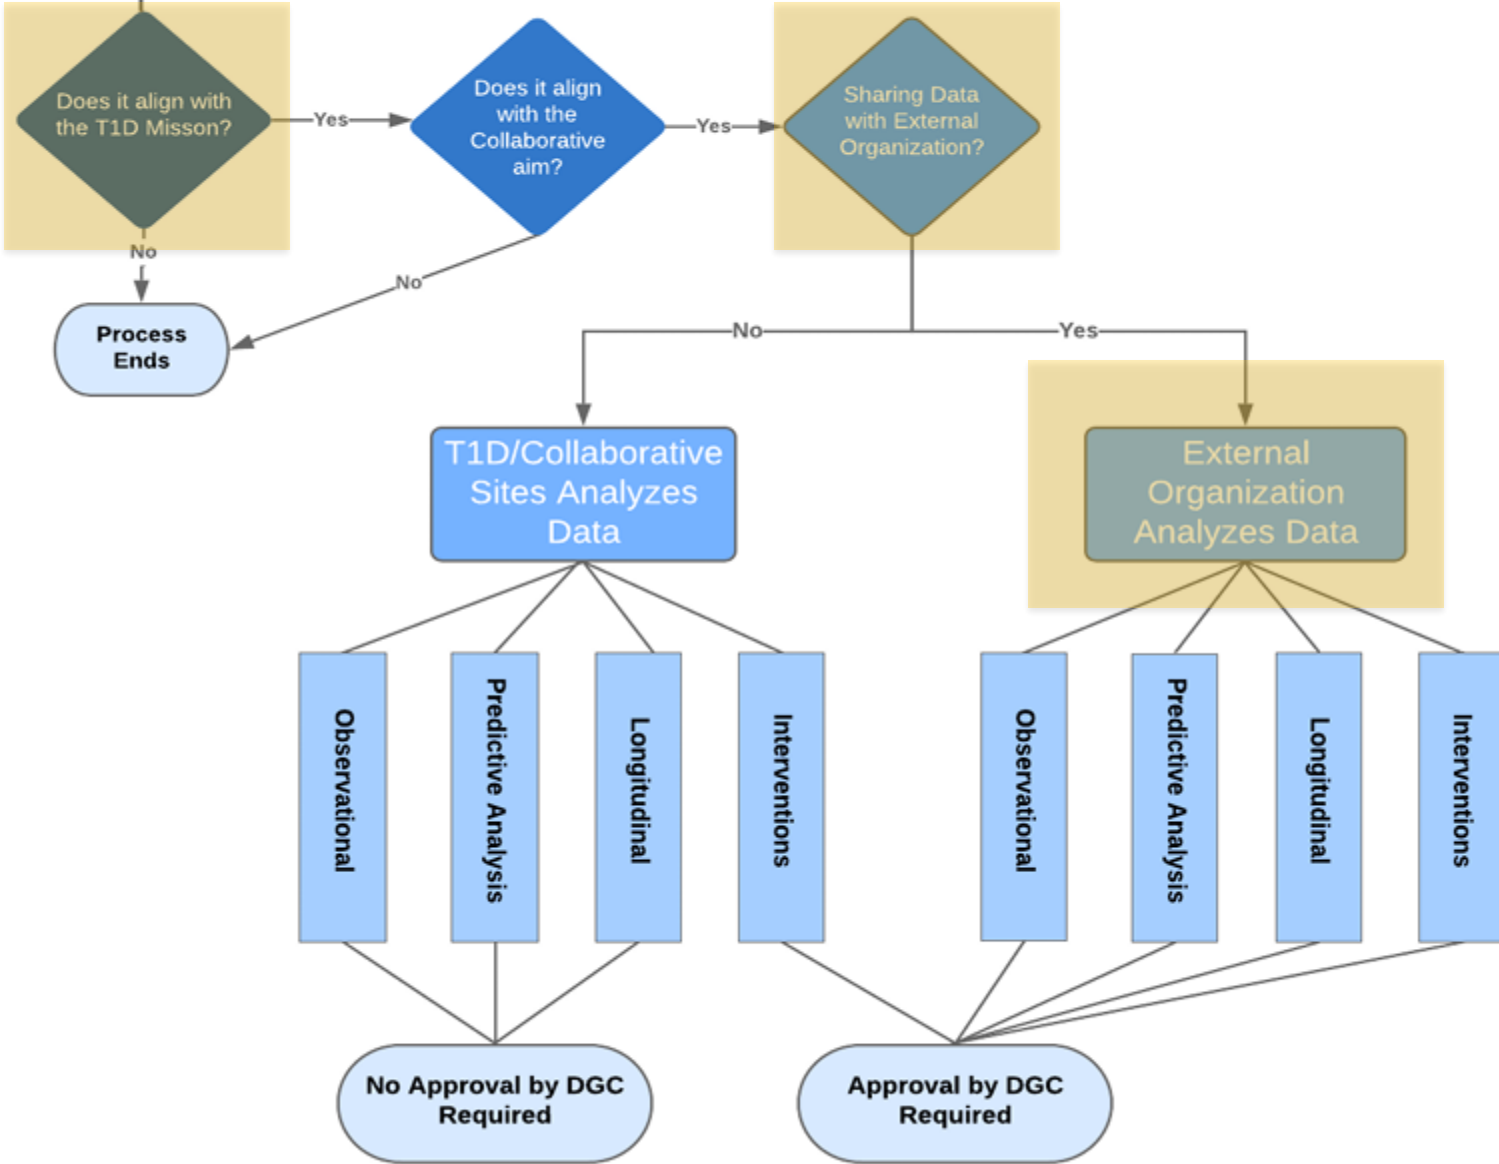 Does it align with
the T1D Misson?
Yes
Does it align
with the
Collaborative
aim?
Yes
Sharing Data
with External
Organization?
No
No
Process
Ends
No
Yes
T1D/Collaborative
Sites Analyzes
Data
External
Organization
Analyzes Data
Observational
Predictive Analysis
Longitudinal
Interventions
Observational
Predictive Analysis
Longitudinal
Interventions
No Approval by DGC
Required
Approval by DGC
Required